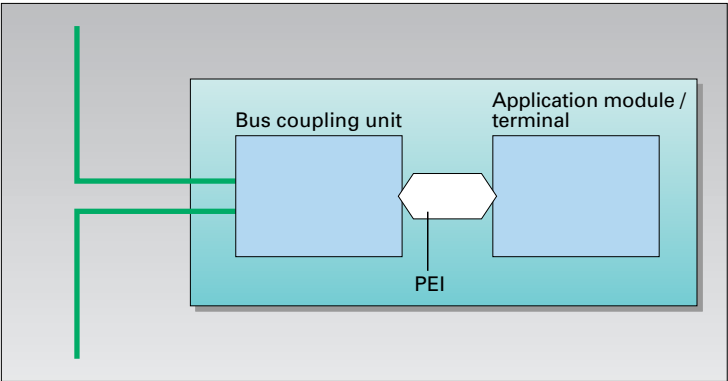 Bus coupling unit
Application module /
terminal
PEI